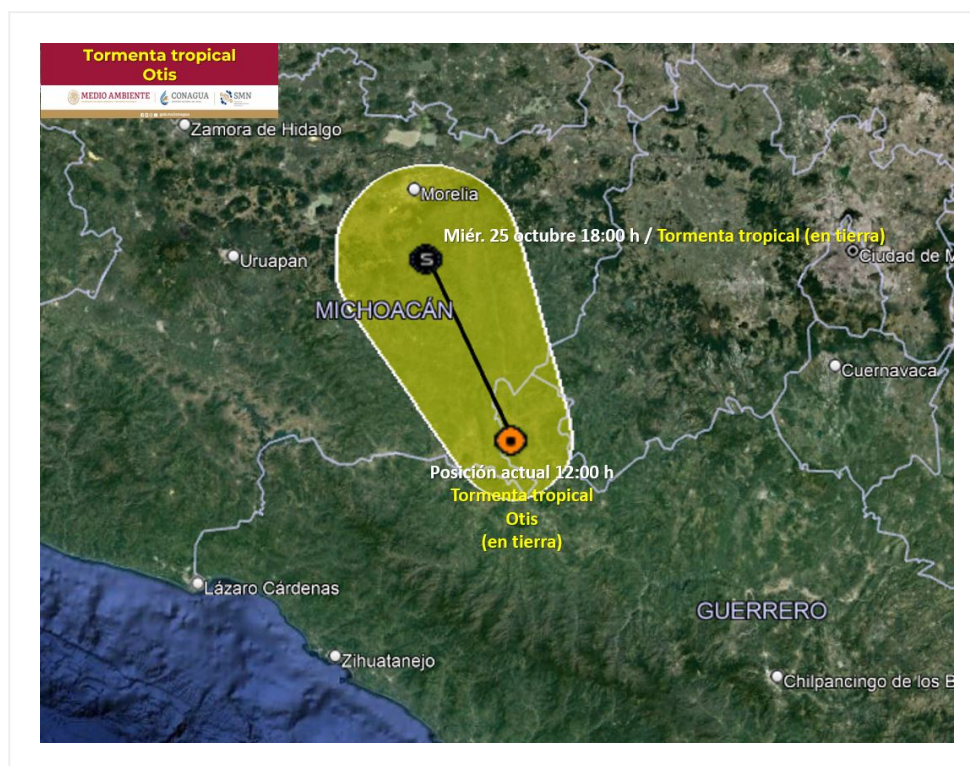 Tormenta tropical
Otis
MEDIO AMBIENTE
CONAGUA
SMN
Zamora de Hidalgo
Morelia
Miér. 25 octubre 18:00 h / Tormenta tropical (en tierra)
Ciudad de M
Uruapan
S
MICHOACÁN
Cuernavaca
Posición actual 12:00 h
Tormenta tropical
Otis
(en tierra)
Lázaro Cárdenas
GUERRERO
Zihuatanejo
Chilpancingo de los B